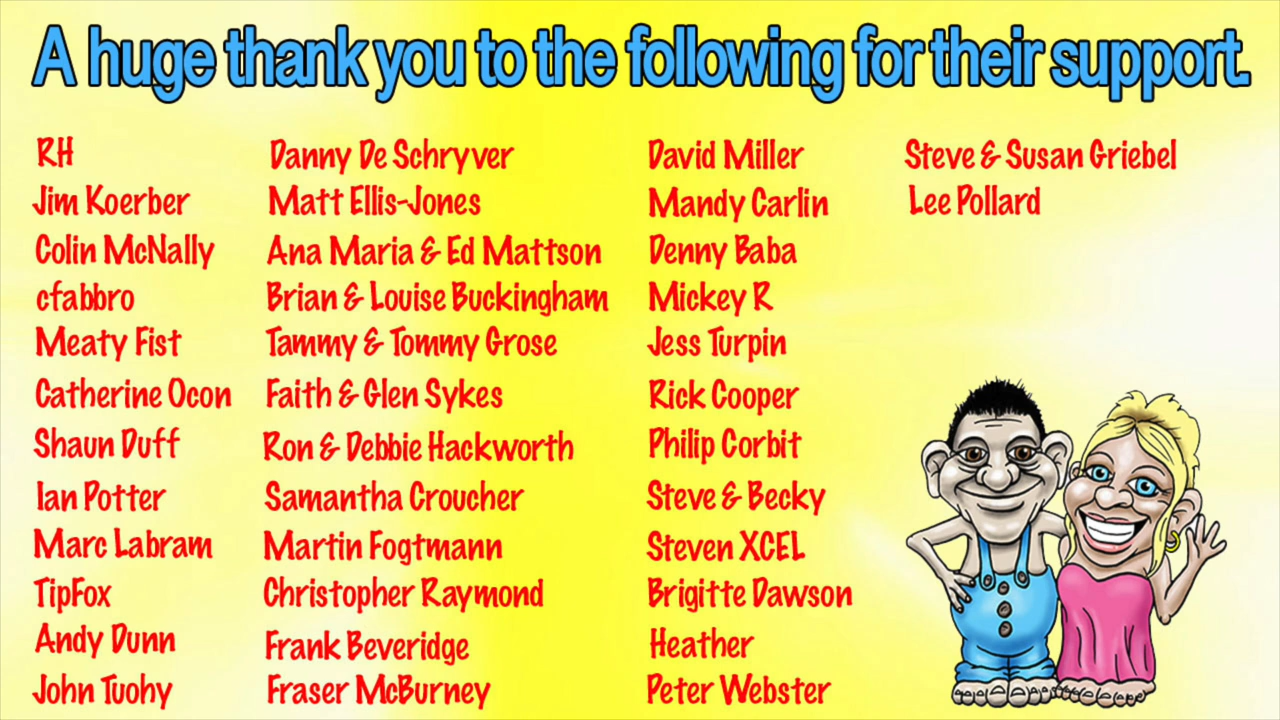 A huge thank you to the following for their support.
RH
Jim Koerber
Colin McNally
cfabbro
Meaty Fist
Catherine Ocon
Shaun Duff
Ian Potter
Marc Labram
TipFox
Andy Dunn
John Tuohy
Danny De Schryver
Matt Ellis-Jones
Ana Maria & Ed Mattson
Brian & Louise Buckingham
Tammy & Tommy Grose
Faith & Glen Sykes
Ron & Debbie Hackworth
Samantha Croucher
Martin Fogtmann
Christopher Raymond
Frank Beveridge
Fraser McBurney
David Miller
Mandy Carlin
Denny Baba
Mickey R
Jess Turpin
Rick Cooper
Philip Corbit
Steve & Becky
Steven XCEL
Brigitte Dawson
Heather
Peter Webster
Steve & Susan Griebel
Lee Pollard